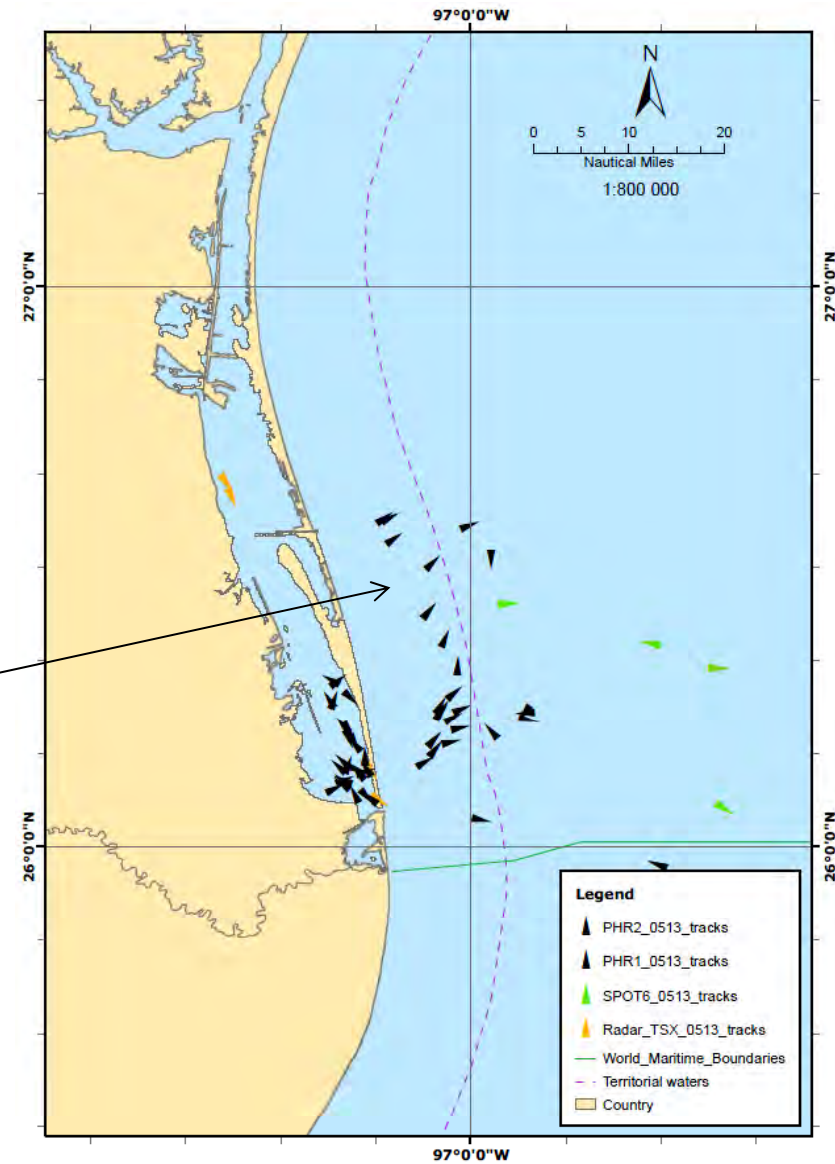 97°0'0"W
N
0 5 10 20
Nautical Miles
1:800 000
27°0'0"N
27°0'0"N
26°0'0"N
26°0'0"N
Legend
PHR2_0513_tracks
PHR1_0513_tracks
SPOT6_0513_tracks
Radar_TSX_0513_tracks
World_Maritime_Boundaries
Territorial waters
Country
97°0'0"W